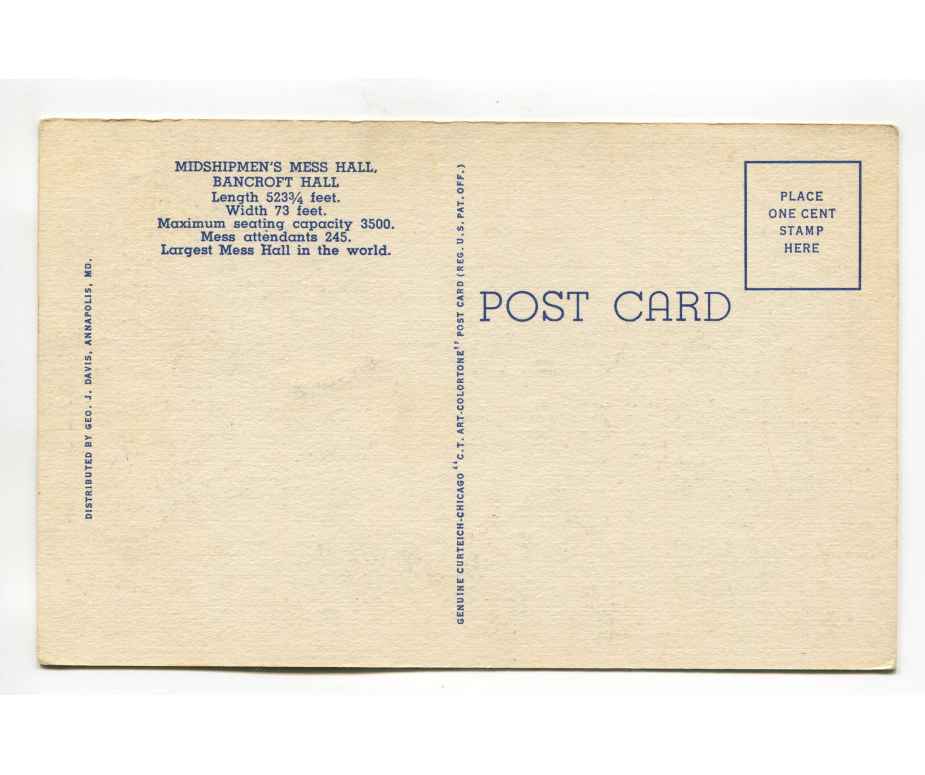 MIDSHIPMEN'S MESS HALL,
BANCROFT HALL
Length 523¾ feet.
Width 73 feet.
Maximum seating capacity 3500.
Mess attendants 245.
Largest Mess Hall in the world.
DISTRIBUTED BY GEO. J. DAVIS, ANNAPOLIS, MD.
GENUINE CURTEICH-CHICAGO "C.T. ART-COLORTONE" POST CARD (REG. U.S. PAT. OFF.)
POST CARD
PLACE
ONE CENT
STAMP
HERE